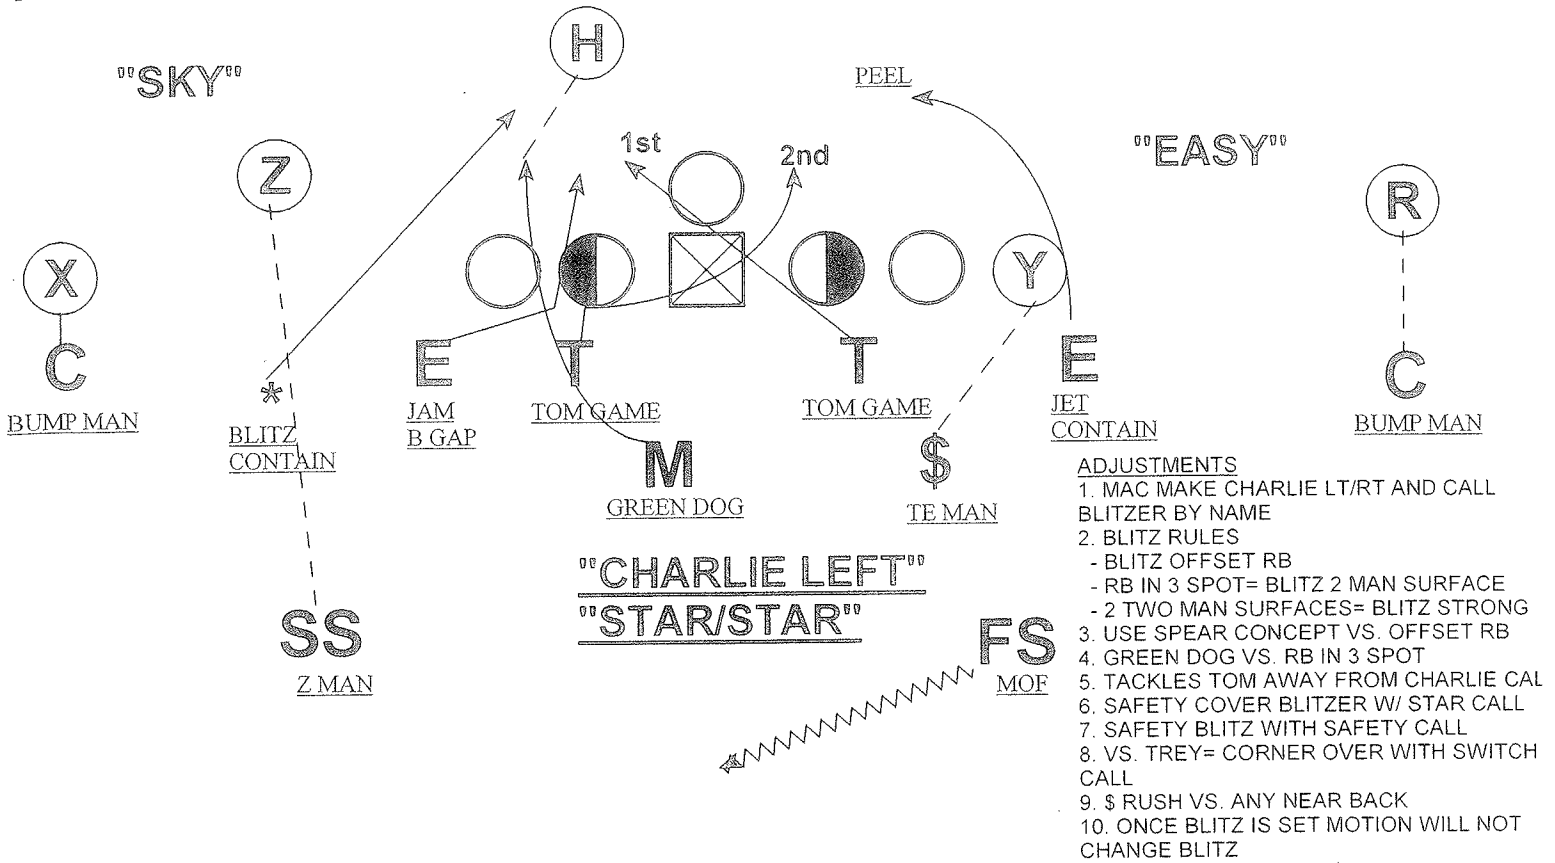 H
"SKY"
PEEL
1st
2nd
"EASY"
Z
R
X
Y
C
*
E
T
T
E
C
BUMP MAN
BLITZ
CONTAIN
JAM
B GAP
TOM GAME
TOM GAME
JET
CONTAIN
BUMP MAN
M
GREEN DOG
$
TE MAN
"CHARLIE LEFT"
"STAR/STAR"
SS
Z MAN
FS
MOF
ADJUSTMENTS
1. MAC MAKE CHARLIE LT/RT AND CALL
BLITZER BY NAME
2. BLITZ RULES
- BLITZ OFFSET RB
- RB IN 3 SPOT= BLITZ 2 MAN SURFACE
- 2 TWO MAN SURFACES= BLITZ STRONG
3. USE SPEAR CONCEPT VS. OFFSET RB
4. GREEN DOG VS. RB IN 3 SPOT
5. TACKLES TOM AWAY FROM CHARLIE CAL
6. SAFETY COVER BLITZER W/ STAR CALL
7. SAFETY BLITZ WITH SAFETY CALL
8. VS. TREY= CORNER OVER WITH SWITCH
CALL
9. $ RUSH VS. ANY NEAR BACK
10. ONCE BLITZ IS SET MOTION WILL NOT
CHANGE BLITZ